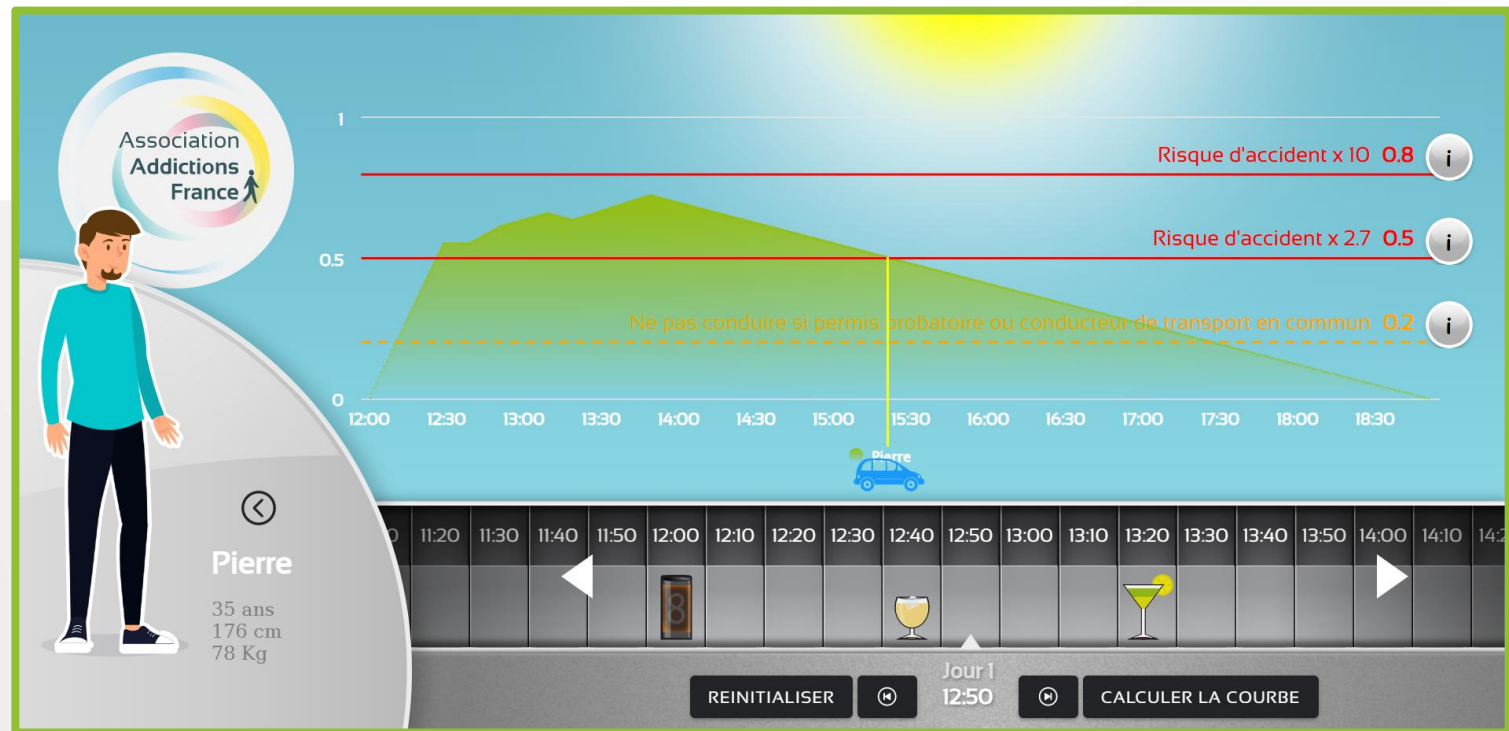 Association
Addictions
France
1
Risque d'accident x 10 0.8
i
Risque d'accident x 2.7 0.5
i
0.5
Ne pas conduire si permis probatoire ou conducteur de transport en commun 0.2
i
0
12:00 12:30 13:00 13:30 14:00 14:30 15:00 15:30 16:00 16:30 17:00 17:30 18:00 18:30
Pierre
11:20 11:30 11:40 11:50 12:00 12:10 12:20 12:30 12:40 12:50 13:00 13:10 13:20 13:30 13:40 13:50 14:00 14:10
8
Pierre
35 ans
176 cm
78 Kg
Jour 1
REINITIALISER 12:50 CALCULER LA COURBE